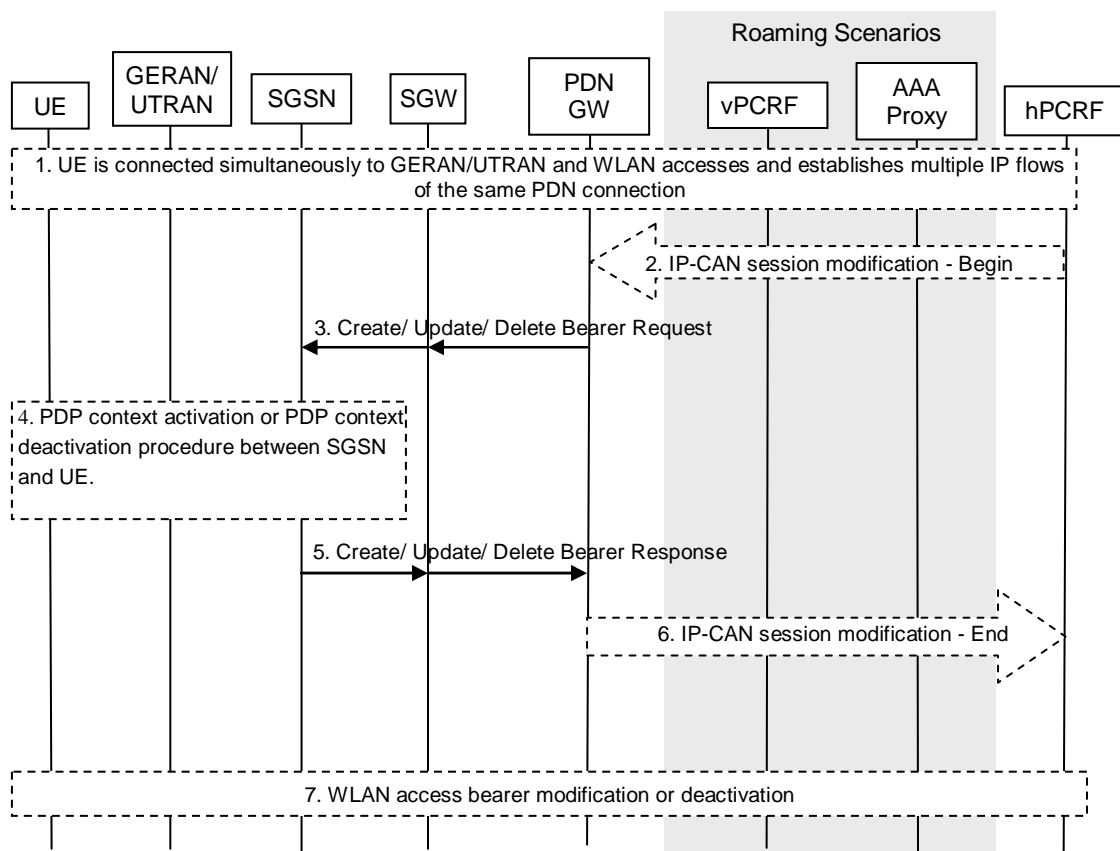 Roaming Scenarios
UE
GERAN/
UTRAN
SGSN
SGW
PDN
GW
vPCRF
AAA
Proxy
hPCRF
1. UE is connected simultaneously to GERAN/UTRAN and WLAN accesses and establishes multiple IP flows
of the same PDN connection
2. IP-CAN session modification - Begin
3. Create/ Update/ Delete Bearer Request
4. PDP context activation or PDP context
deactivation procedure between SGSN
and UE.
5. Create/ Update/ Delete Bearer Response
6. IP-CAN session modification - End
7. WLAN access bearer modification or deactivation